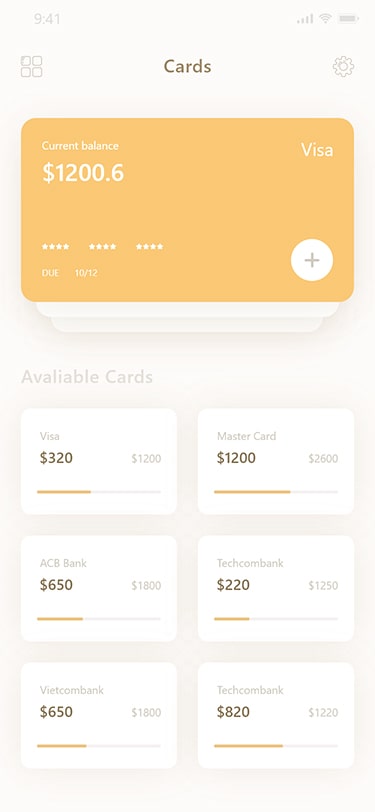 9:41
Cards
Current balance
Visa
$1200.6
**** **** ****
DUE 10/12
Avaliable Cards
Visa
$320 $1200
Master Card
$1200 $2600
ACB Bank
$650 $1800
Techcombank
$220 $1250
Vietcombank
$650 $1800
Techcombank
$820 $1220